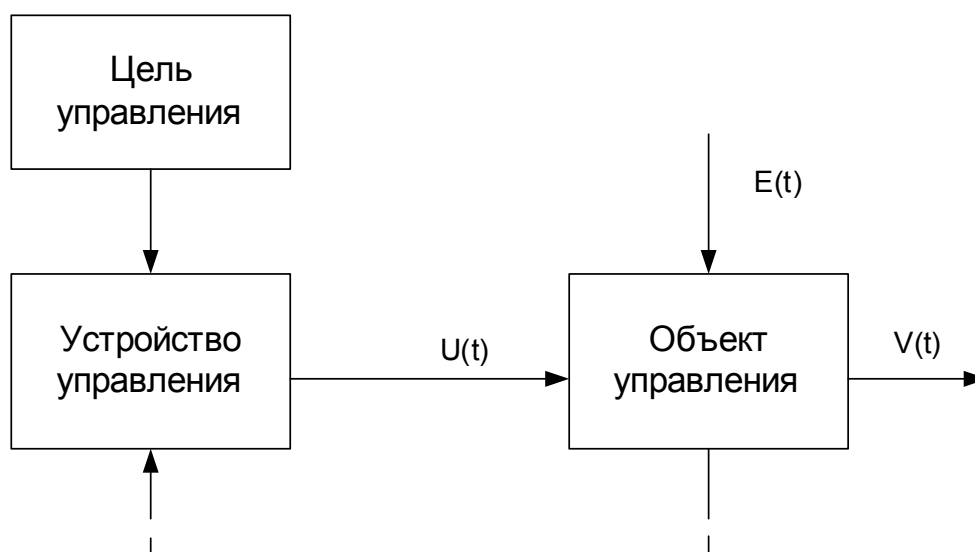 Цель
управления
E(t)
Устройство
управления
U(t)
Объект
управления
V(t)